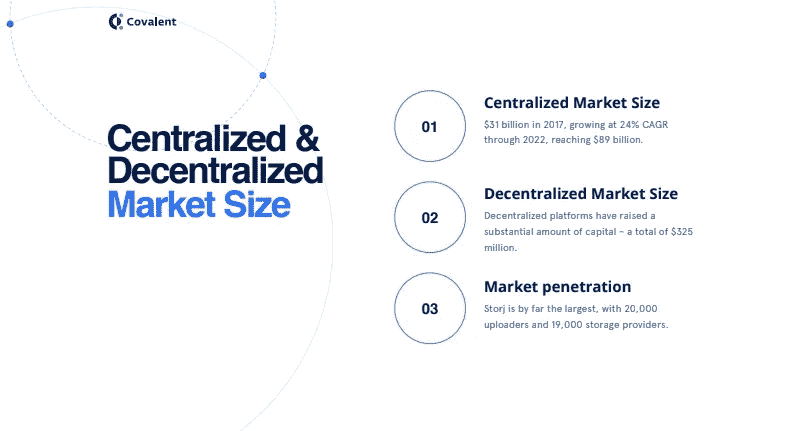 Covalent
Centralized &
Decentralized
Market Size
01
Centralized Market Size
$31 billion in 2017, growing at 24% CAGR
through 2022, reaching $89 billion.
02
Decentralized Market Size
Decentralized platforms have raised a
substantial amount of capital – a total of $325
million.
03
Market penetration
Storj is by far the largest, with 20,000
uploaders and 19,000 storage providers.